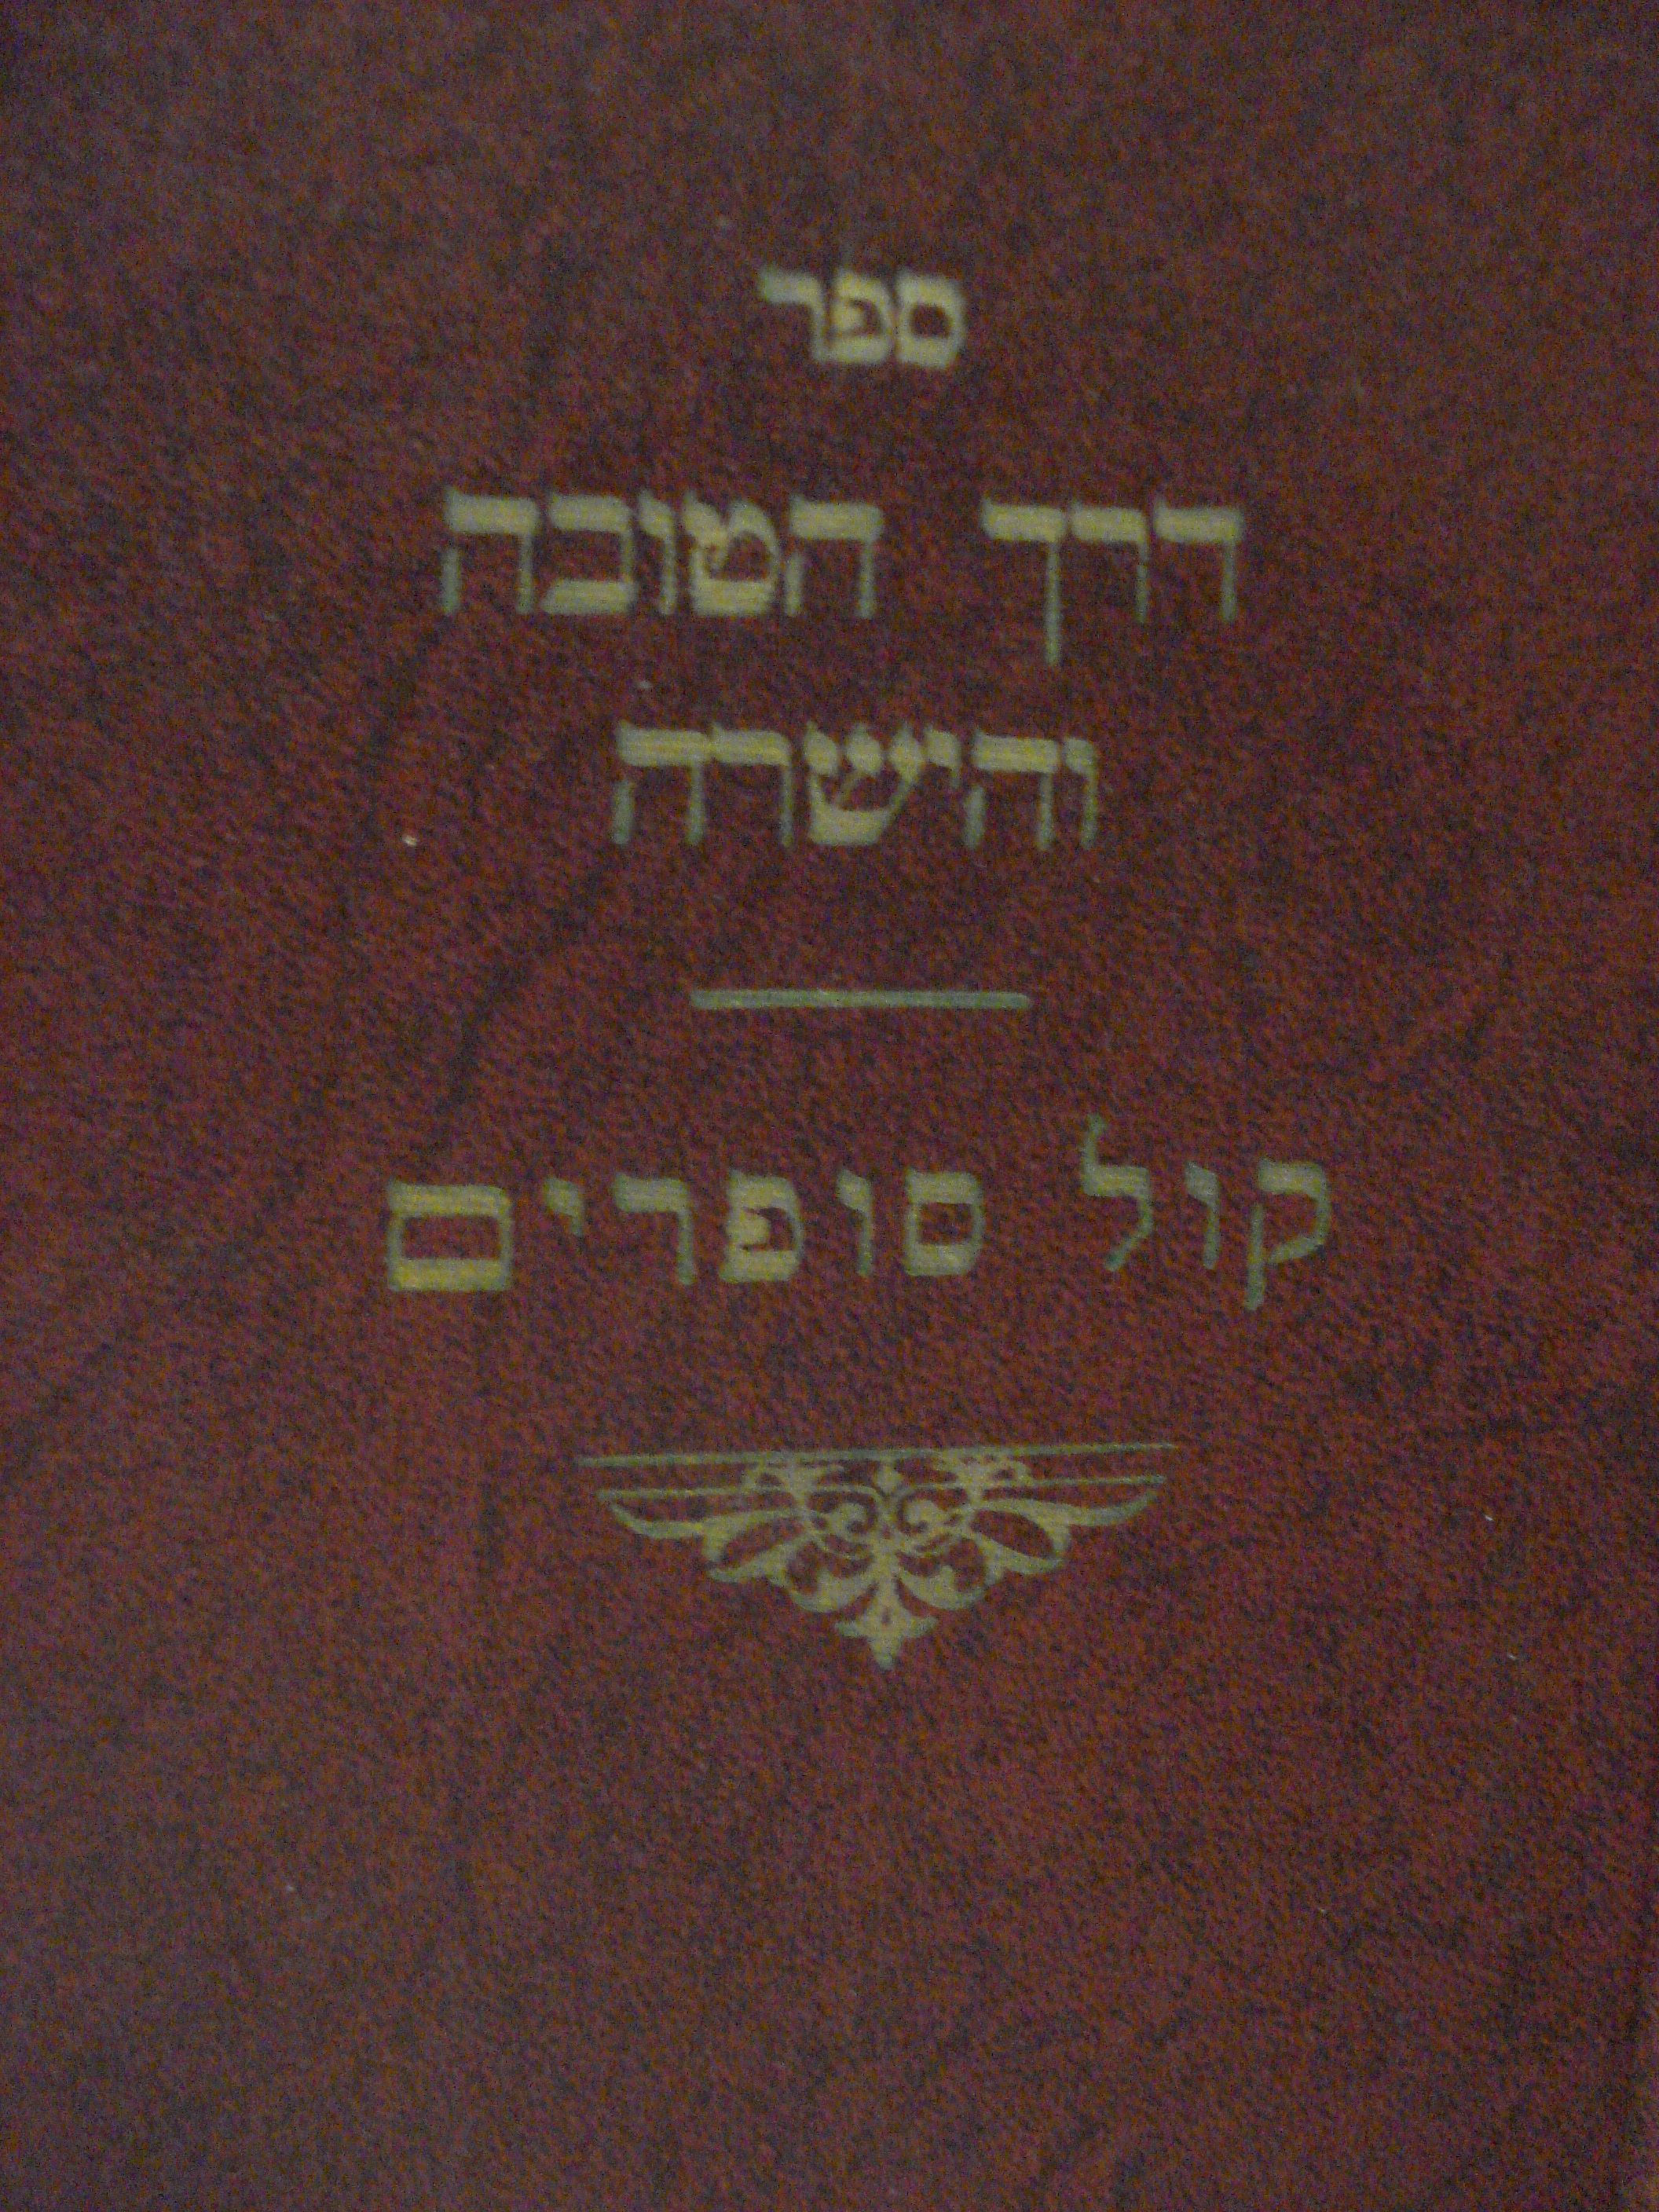 ספר
דרך הטובה
והישרה
קול סופרים